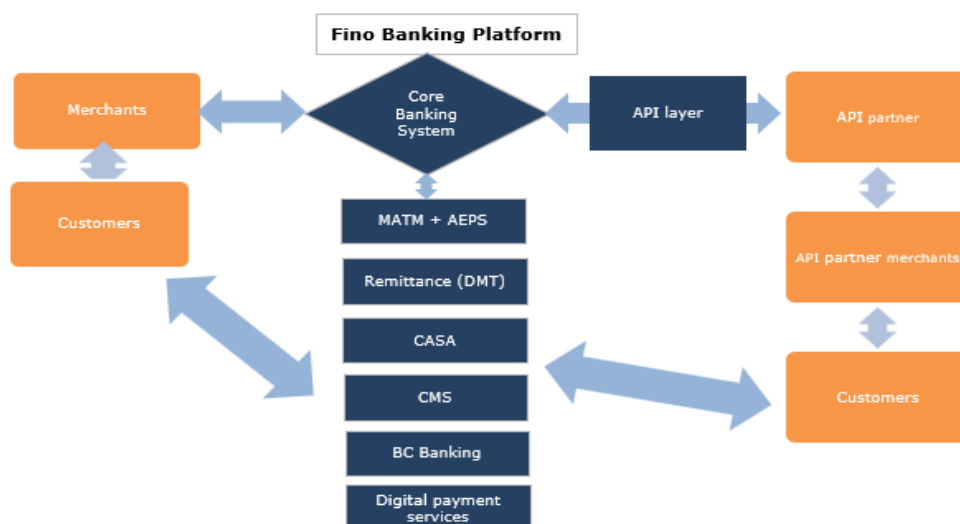 Fino Banking Platform
Core
Banking
System
Merchants
API layer
API partner
Customers
MATM + AEPS
API partner merchants
Remittance (DMT)
CASA
CMS
Customers
BC Banking
Digital payment
services